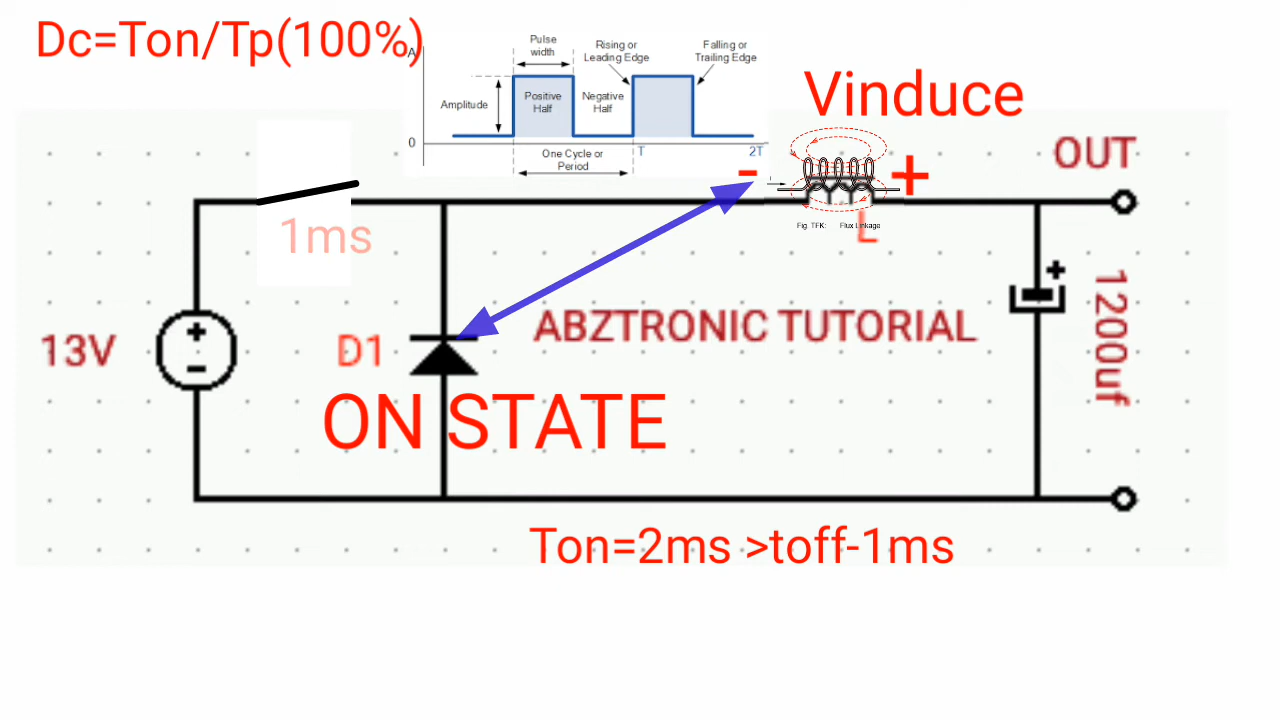 Dc=Ton/Tp(100%)
A
Pulse
width
Rising or
Leading Edge
Falling or
Trailing Edge
Amplitude
Positive
Half
Negative
Half
0
One Cycle or
Period
T
2T
Vinduce
- +
OUT
1ms
Fig. TFK: Flux Linkage
L
13V
+
-
D1
ABZTRONIC TUTORIAL
+
1200uf
ON STATE
Ton=2ms >toff-1ms